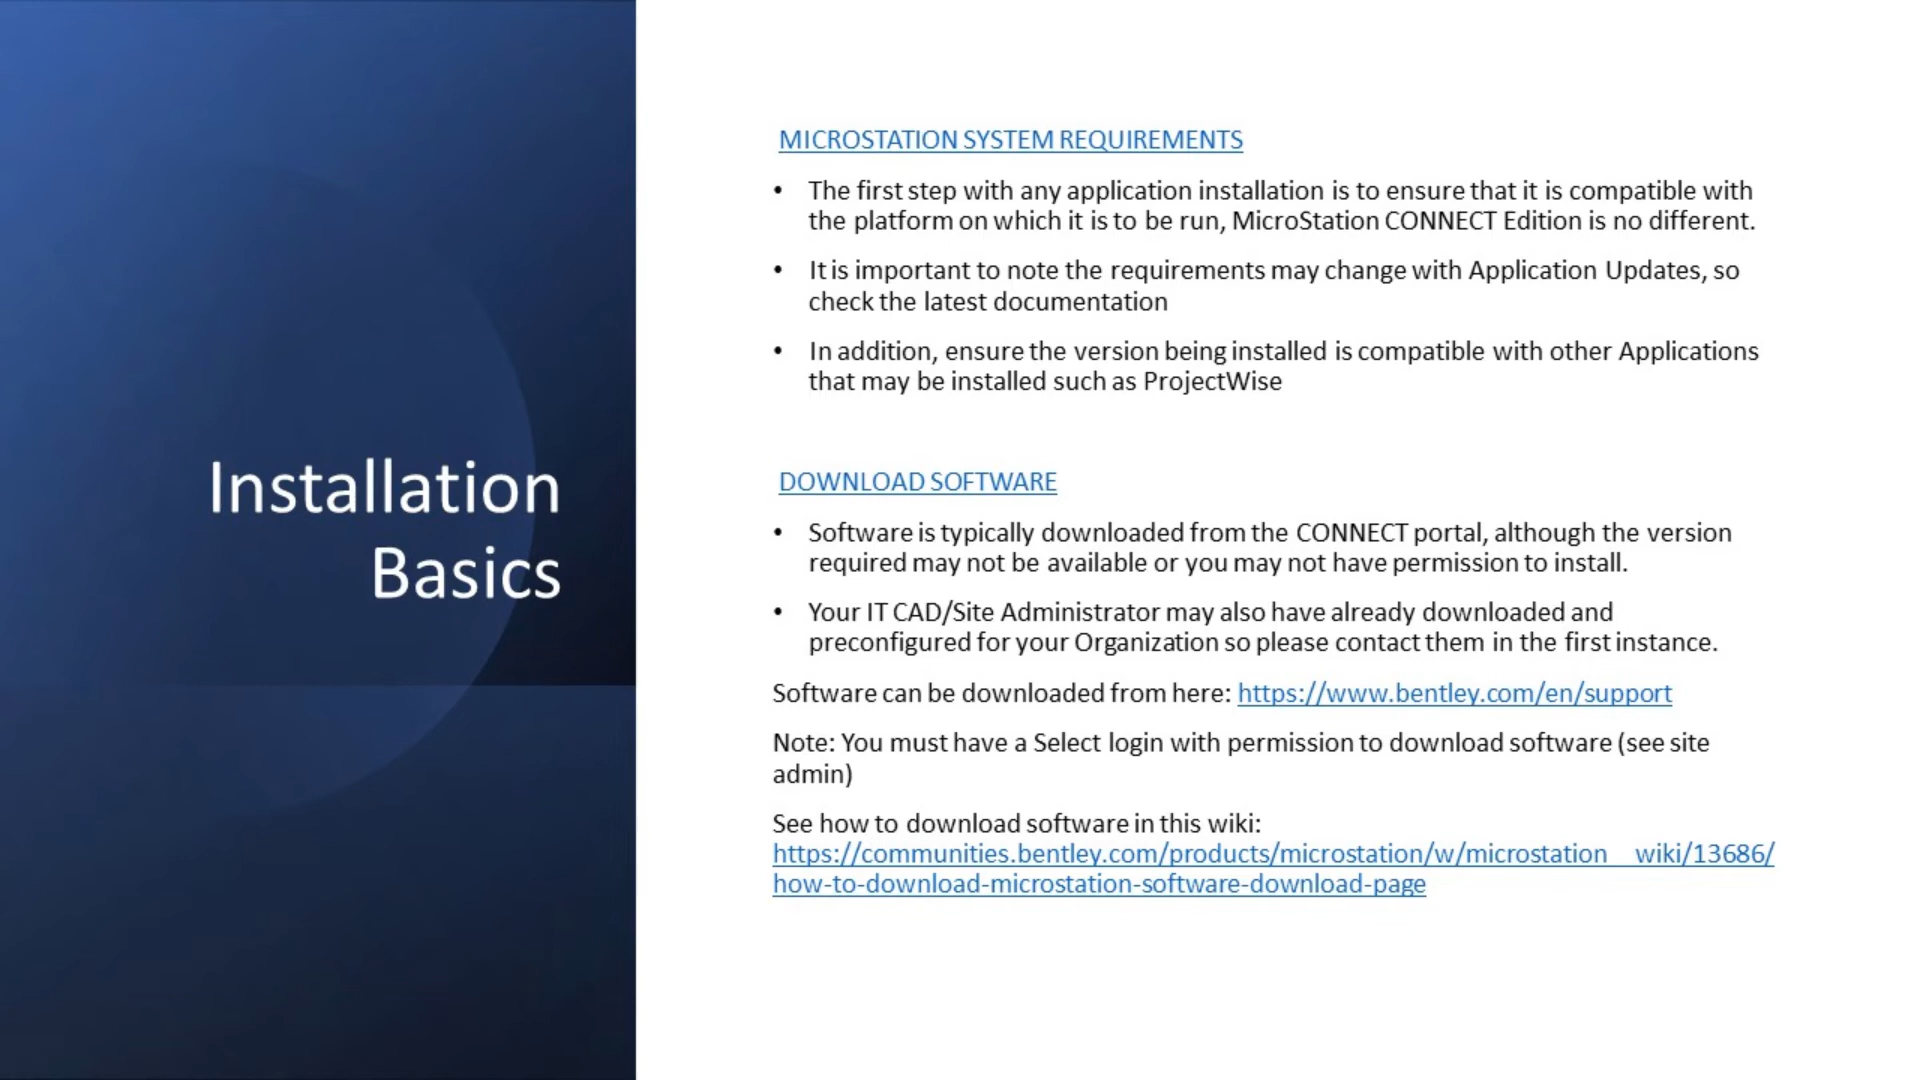 Installation
Basics
MICROSTATION SYSTEM REQUIREMENTS
• The first step with any application installation is to ensure that it is compatible with
the platform on which it is to be run, MicroStation CONNECT Edition is no different.
• It is important to note the requirements may change with Application Updates, so
check the latest documentation
• In addition, ensure the version being installed is compatible with other Applications
that may be installed such as ProjectWise
DOWNLOAD SOFTWARE
• Software is typically downloaded from the CONNECT portal, although the version
required may not be available or you may not have permission to install.
• Your IT CAD/Site Administrator may also have already downloaded and
preconfigured for your Organization so please contact them in the first instance.
Software can be downloaded from here: https://www.bentley.com/en/support
Note: You must have a Select login with permission to download software (see site
admin)
See how to download software in this wiki:
https://communities.bentley.com/products/microstation/w/microstation__wiki/13686/
how-to-download-microstation-software-download-page